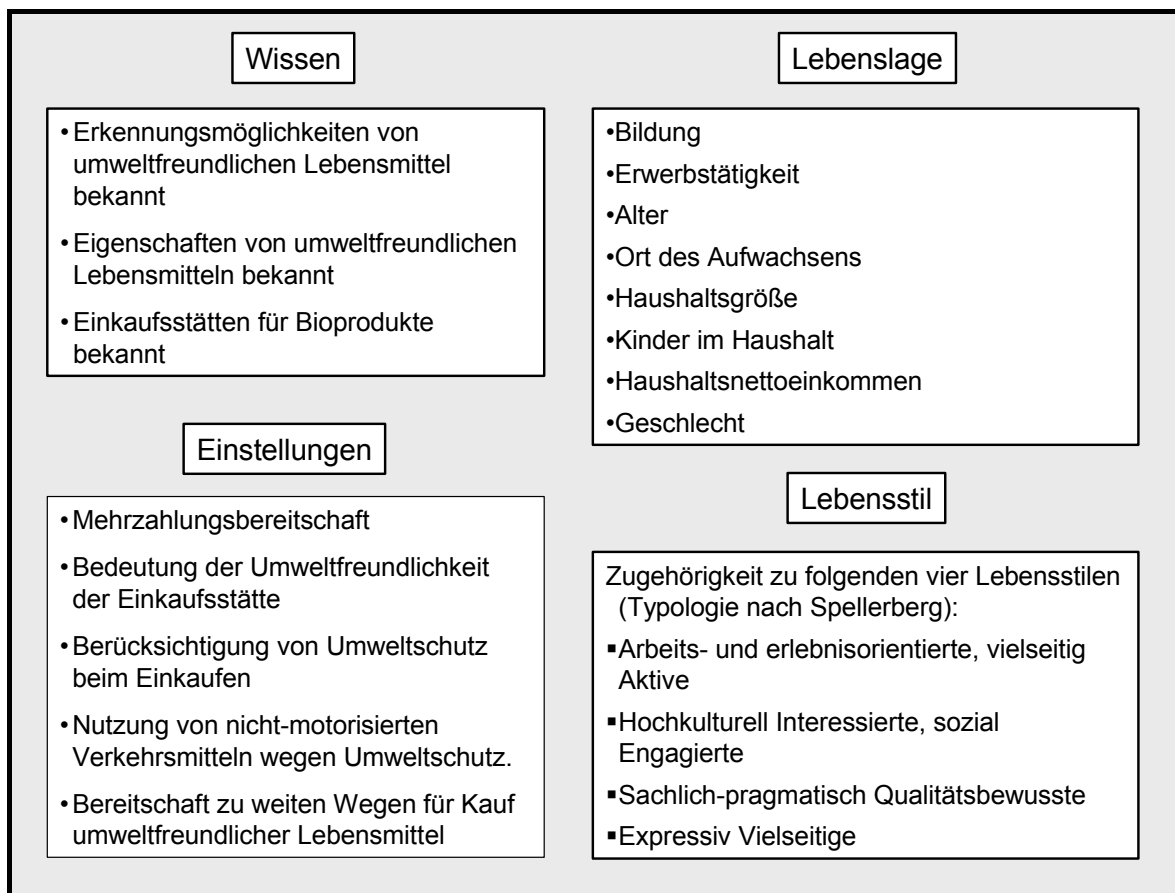 Wissen
• Erkennungsmöglichkeiten von
umweltfreundlichen Lebensmittel
bekannt
• Eigenschaften von umweltfreundlichen
Lebensmitteln bekannt
• Einkaufsstätten für Bioprodukte
bekannt
Einstellungen
• Mehrzahlungsbereitschaft
• Bedeutung der Umweltfreundlichkeit
der Einkaufsstätte
• Berücksichtigung von Umweltschutz
beim Einkaufen
• Nutzung von nicht-motorisierten
Verkehrsmitteln wegen Umweltschutz.
• Bereitschaft zu weiten Wegen für Kauf
umweltfreundlicher Lebensmittel
Lebenslage
•Bildung
•Erwerbstätigkeit
•Alter
•Ort des Aufwachsens
•Haushaltsgröße
•Kinder im Haushalt
•Haushaltsnettoeinkommen
•Geschlecht
Lebensstil
Zugehörigkeit zu folgenden vier Lebensstilen
(Typologie nach Spellerberg):
▪Arbeits- und erlebnisorientierte, vielseitig
Aktive
▪Hochkulturell Interessierte, sozial
Engagierte
▪Sachlich-pragmatisch Qualitätsbewusste
▪Expressiv Vielseitige